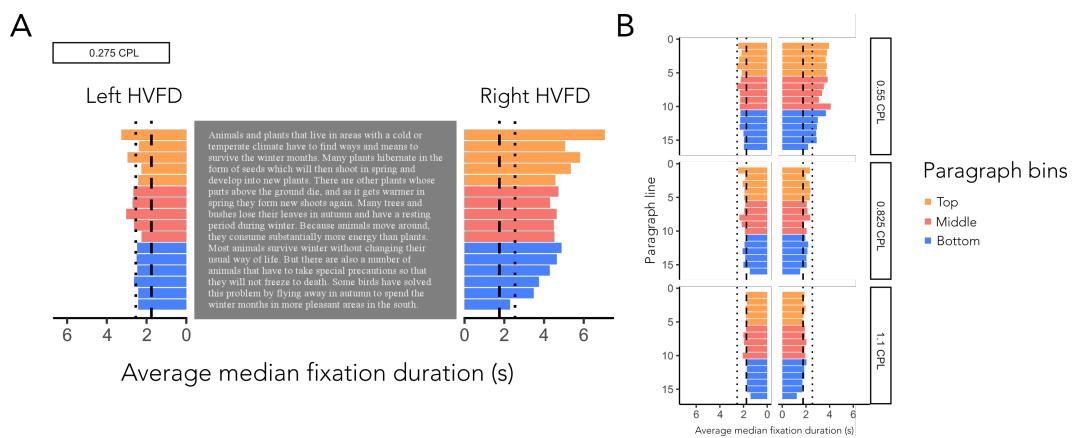 A
0.275 CPL
Left HVFD
Right HVFD
Animals and plants that live in areas with a cold or
temperate climate have to find ways and means to
survive the winter months. Many plants hibernate in the
form of seeds which will then shoot in spring and
develop into new plants. There are other plants whose
parts above the ground die, and as it gets warmer in
spring they form new shoots again. Many trees and
bushes lose their leaves in autumn and have a resting
period during winter. Because animals move around,
they consume substantially more energy than plants.
Most animals survive winter without changing their
usual way of life. But there are also a number of
animals that have to take special precautions so that
they will not freeze to death. Some birds have solved
this problem by flying away in autumn to spend the
winter months in more pleasant areas in the south.
6 4 2 0
0 2 4 6
Average median fixation duration (s)
B
Paragraph line
0
5
10
15
0.55 CPL
0
5
10
15
0.825 CPL
0
5
10
15
1.1 CPL
6 4 2 0
0 2 4 6
Average median fixation duration (s)
Paragraph bins
Top
Middle
Bottom